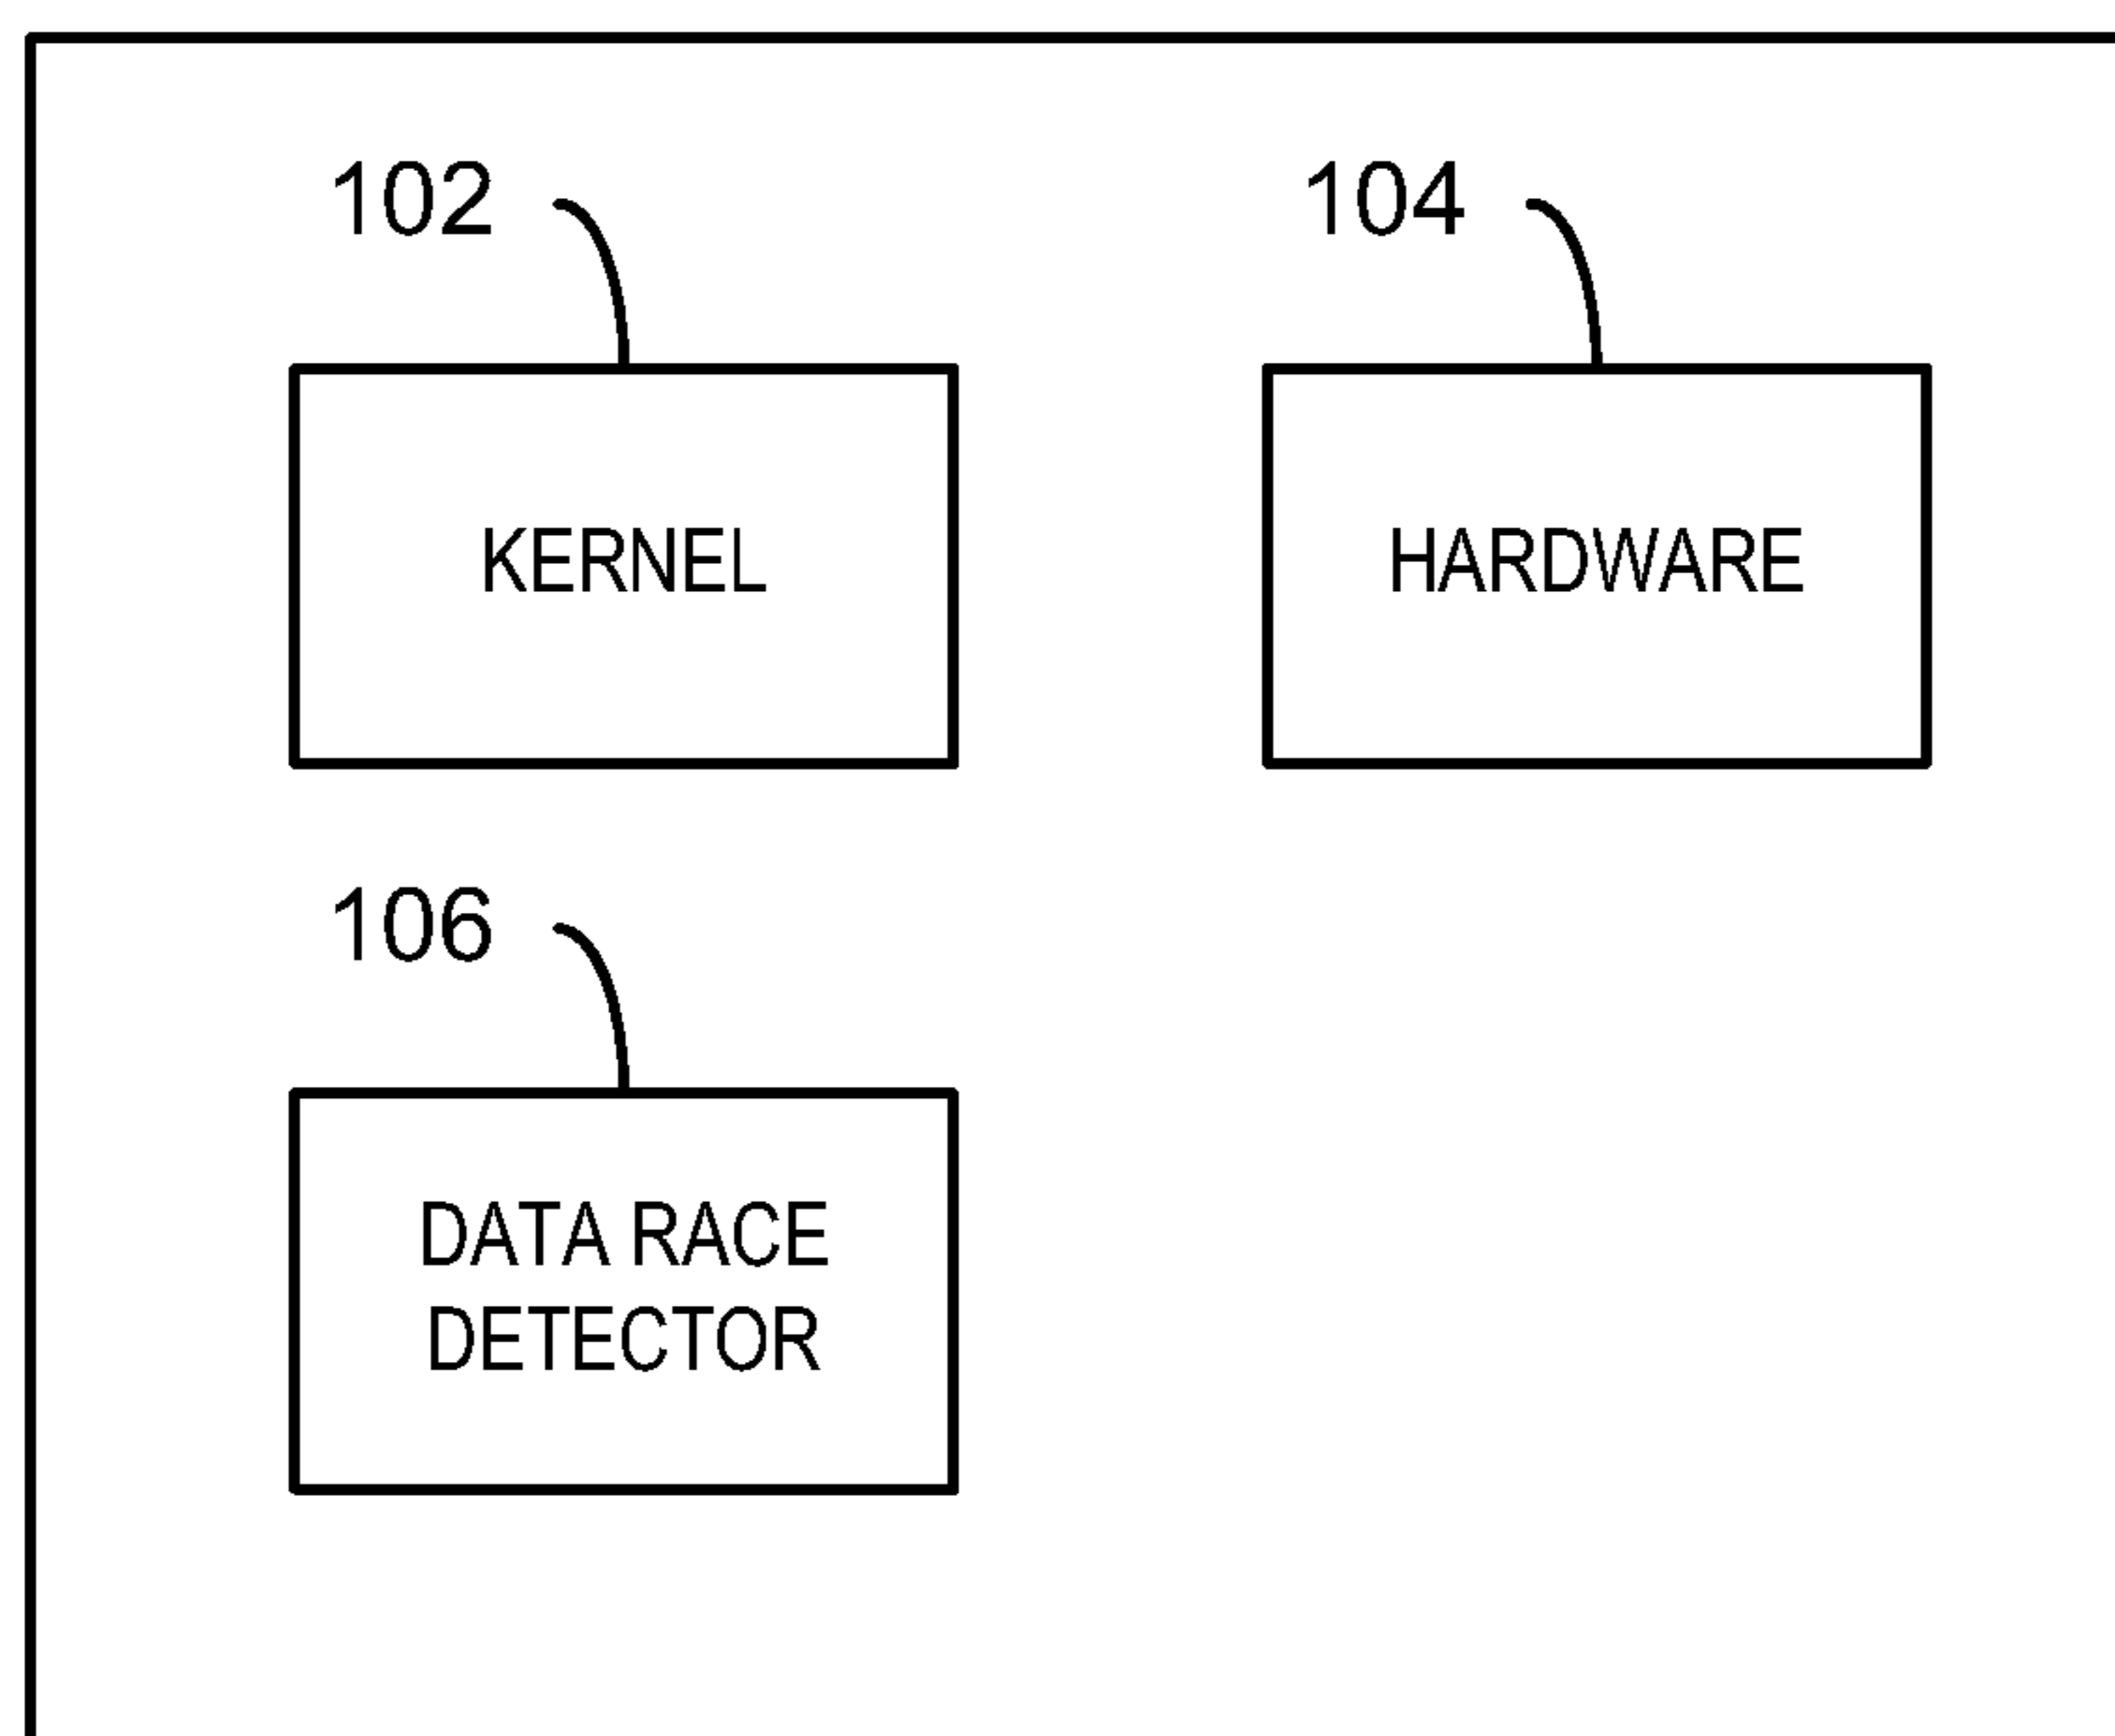 102
104
KERNEL
HARDWARE
106
DATA RACE
DETECTOR